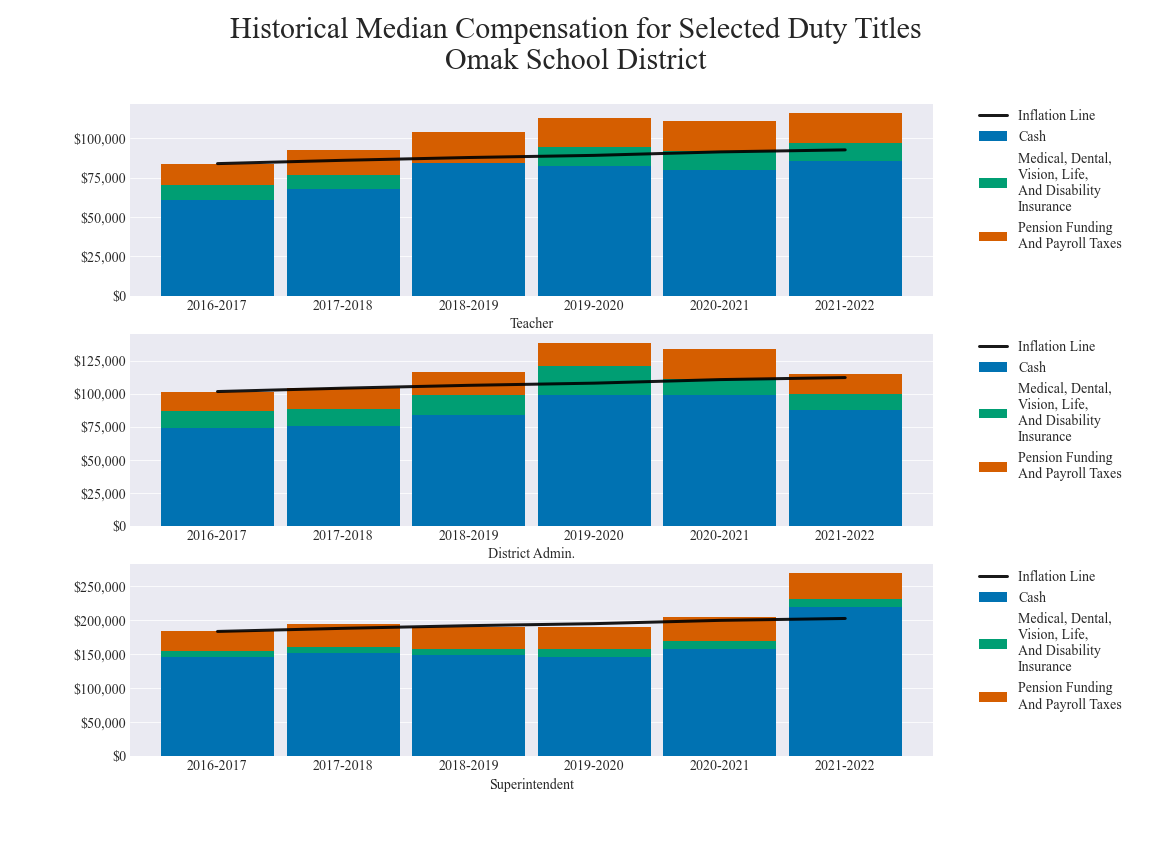 Historical Median Compensation for Selected Duty Titles
Omak School District
$100,000
$75,000
$50,000
$25,000
$0
2016-2017 2017-2018 2018-2019 2019-2020 2020-2021 2021-2022
Teacher
Inflation Line
Cash
Medical, Dental,
Vision, Life,
And Disability
Insurance
Pension Funding
And Payroll Taxes
$125,000
$100,000
$75,000
$50,000
$25,000
$0
2016-2017 2017-2018 2018-2019 2019-2020 2020-2021 2021-2022
District Admin.
Inflation Line
Cash
Medical, Dental,
Vision, Life,
And Disability
Insurance
Pension Funding
And Payroll Taxes
$250,000
$200,000
$150,000
$100,000
$50,000
$0
2016-2017 2017-2018 2018-2019 2019-2020 2020-2021 2021-2022
Superintendent
Inflation Line
Cash
Medical, Dental,
Vision, Life,
And Disability
Insurance
Pension Funding
And Payroll Taxes